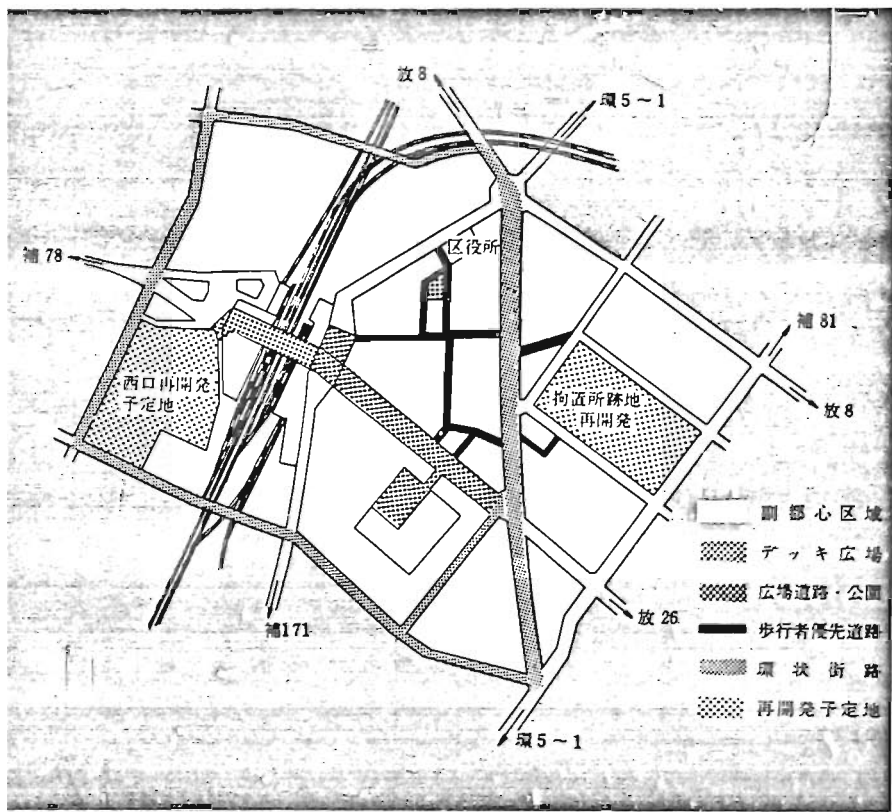 放8
環5～1
区役所
補78
補81
西口再開発
予定地
拘置所跡地
再開発
放8
副都心区域
デッキ広場
広場道路・公園
放26
歩行者優先道路
補171
環状街路
再開発予定地
環5～1